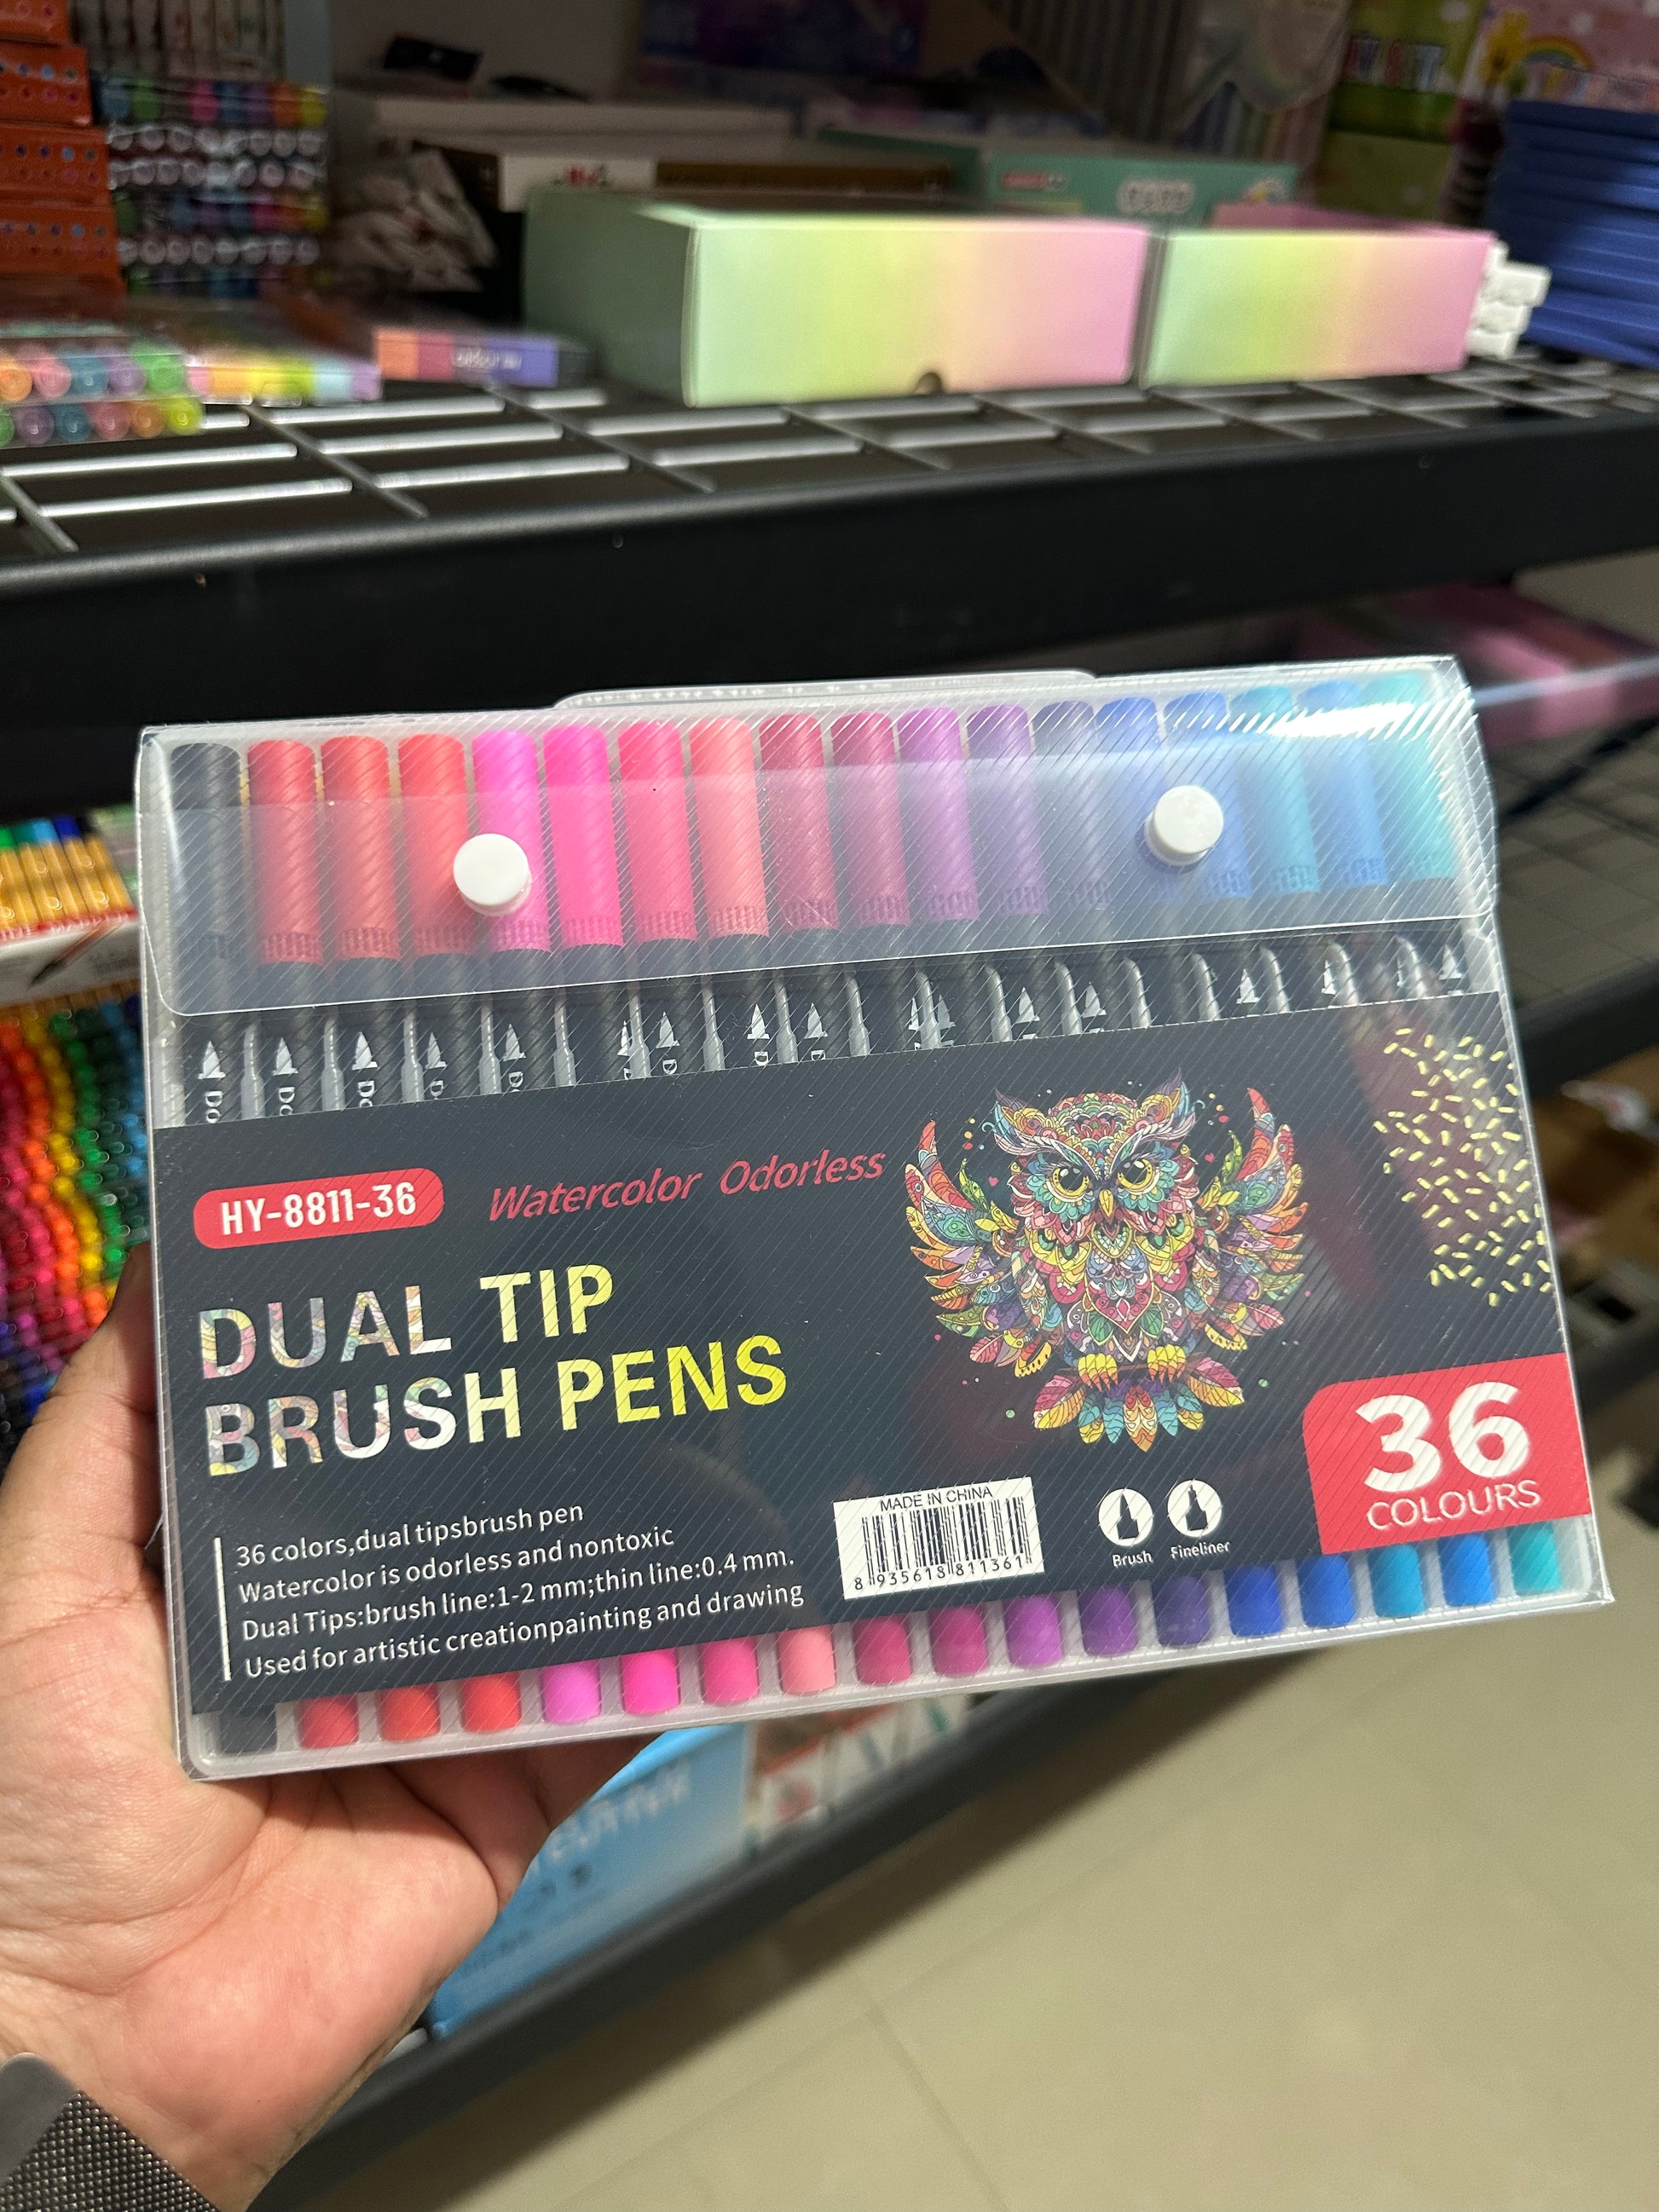 HY-8811-36
Watercolor Odorless
DUAL TIP
BRUSH PENS
36 colors,dual tipsbrush pen
Watercolor is odorless and nontoxic
Dual Tips:brush line:1-2 mm;thin line:0.4 mm.
Used for artistic creationpainting and drawing
MADE IN CHINA
8 935618 811361
Brush
Fineliner
36
COLOURS